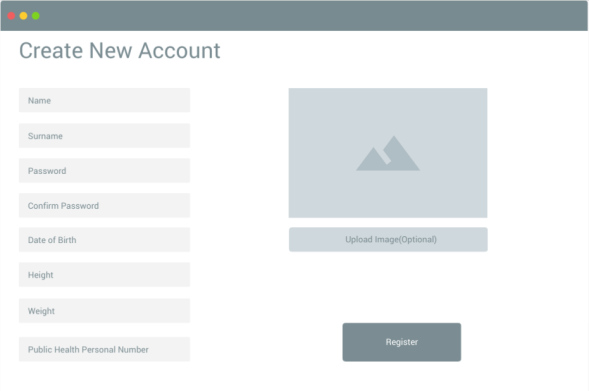 Create New Account
Name
Surname
Password
Confirm Password
Date of Birth
Upload Image(Optional)
Height
Weight
Register
Public Health Personal Number